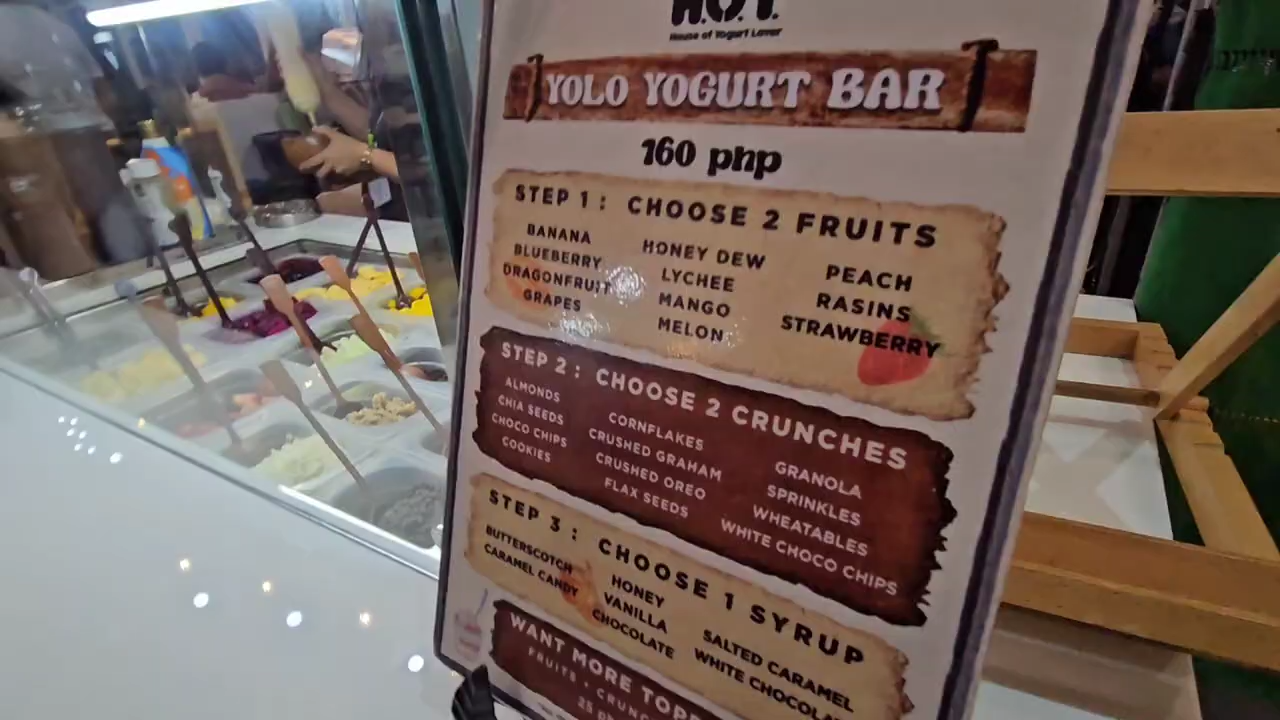 H.O.Y.
House of Yogurt Lover
YOLO YOGURT BAR
160 php
STEP 1 : CHOOSE 2 FRUITS
BANANA
BLUEBERRY
DRAGONFRUIT
GRAPES
HONEY DEW
LYCHEE
MANGO
MELON
PEACH
RASINS
STRAWBERRY
STEP 2 : CHOOSE 2 CRUNCHES
ALMONDS
CHIA SEEDS
CHOCO CHIPS
COOKIES
CORNFLAKES
CRUSHED GRAHAM
CRUSHED OREO
FLAX SEEDS
GRANOLA
SPRINKLES
WHEATABLES
WHITE CHOCO CHIPS
STEP 3 : CHOOSE 1 SYRUP
BUTTERSCOTCH
CARAMEL CANDY
HONEY
VANILLA
CHOCOLATE
SALTED CARAMEL
WHITE CHOCOLA
WANT MORE TOPP
FRUITS • CRUNC
25 ph